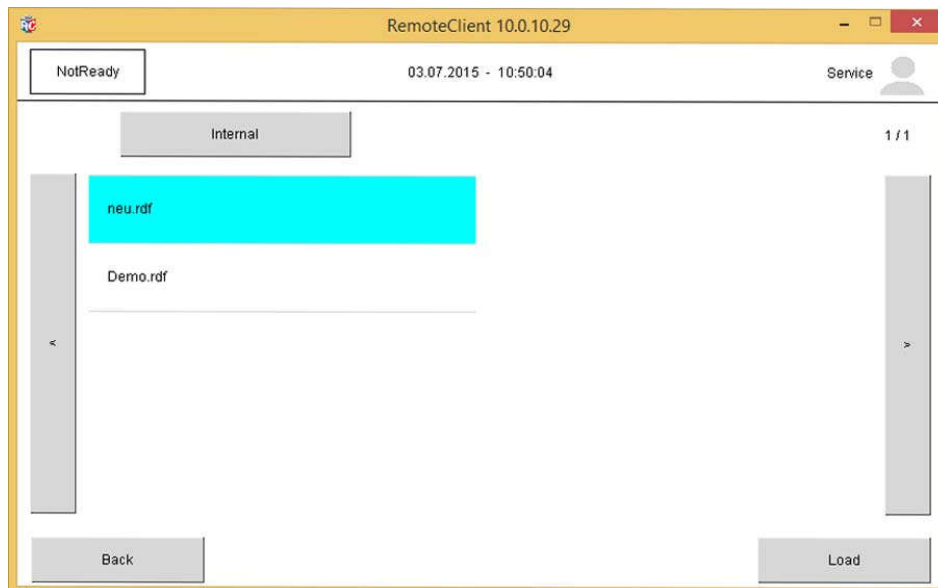 RemoteClient 10.0.10.29
NotReady
03.07.2015 - 10:50:04
Service
Internal
1 / 1
neu.rdf
Demo.rdf
<
>
Back
Load